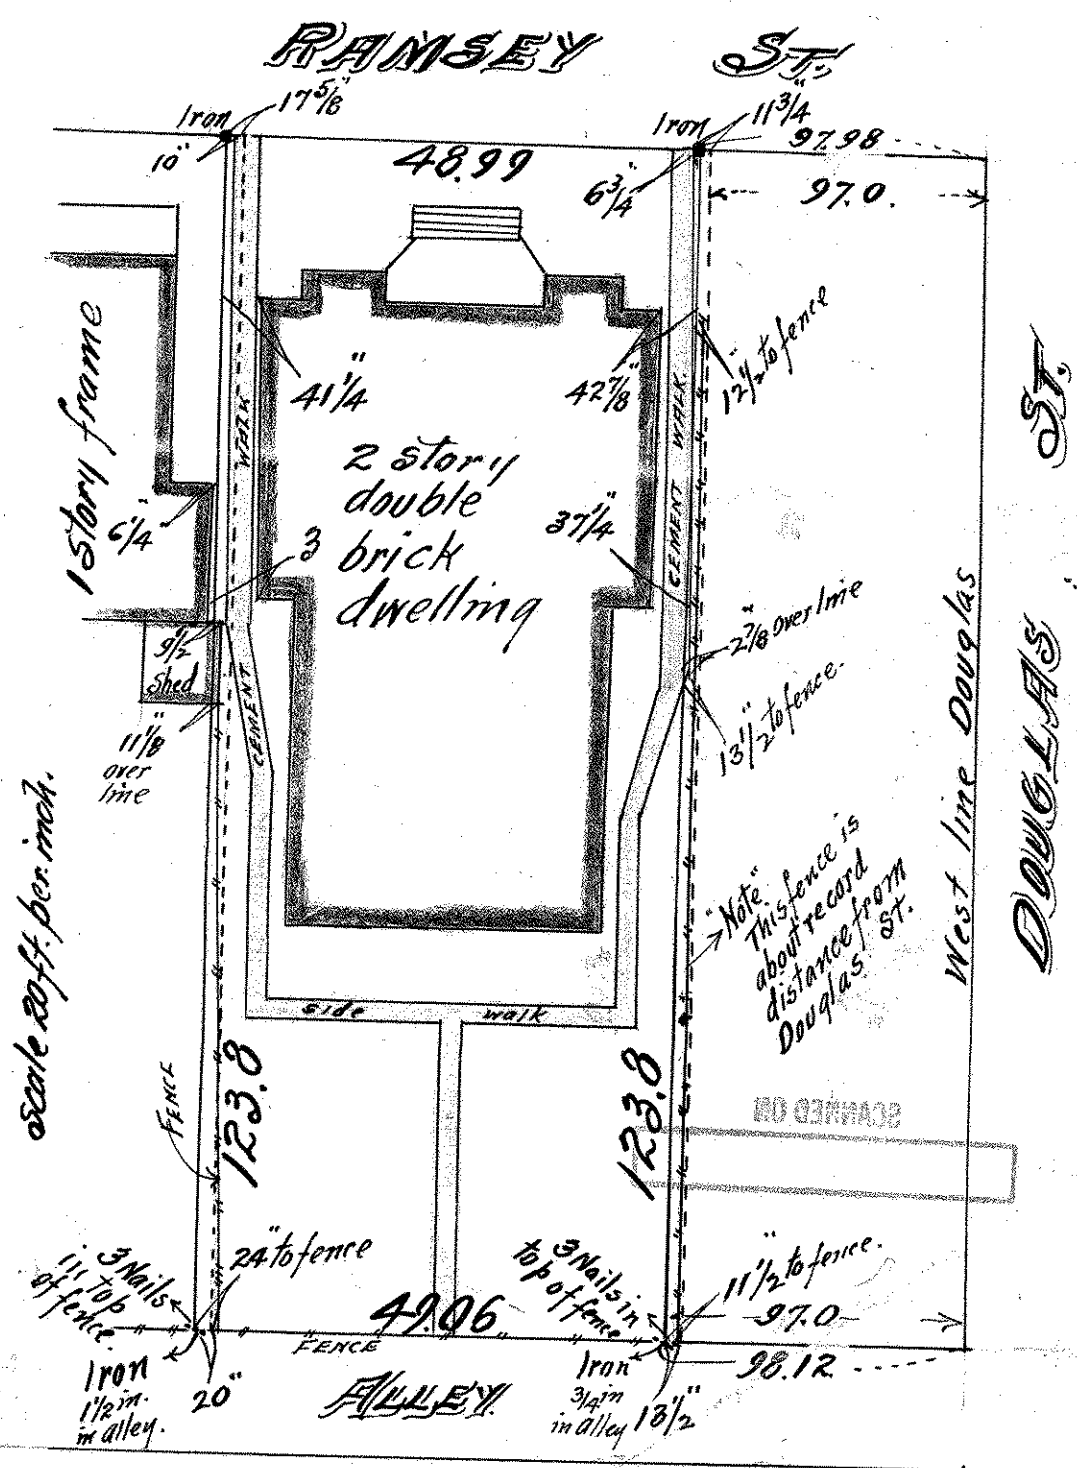 RAMSEY ST.
Iron
17 5/8"
10"
48.99
Iron
11 3/4"
6 3/4"
97.98
97.0.
1 Story frame
41 1/4"
42 7/8"
12 1/2" to fence
WALK
CEMENT WALK
2 story
double
brick
dwelling
6 1/4"
3
37 1/4"
2 7/8" over line
9 1/2"
Shed
CEMENT
13 1/2" to fence.
11 1/8"
over
line
West line Douglas
DOUGLAS ST.
Scale 20 ft. per. inch.
"Note"
This fence is
about record
distance from
Douglas St.
side walk
FENCE
123.8
123.8
SCANNED ON
3 Nails
in top
of fence
24" to fence
3 Nails in
top of fence
11 1/2" to fence.
49.06
97.0
FENCE
98.12
Iron
1 1/2 in.
in alley.
20"
ALLEY.
Iron
3/4 in
in alley
13 1/2"